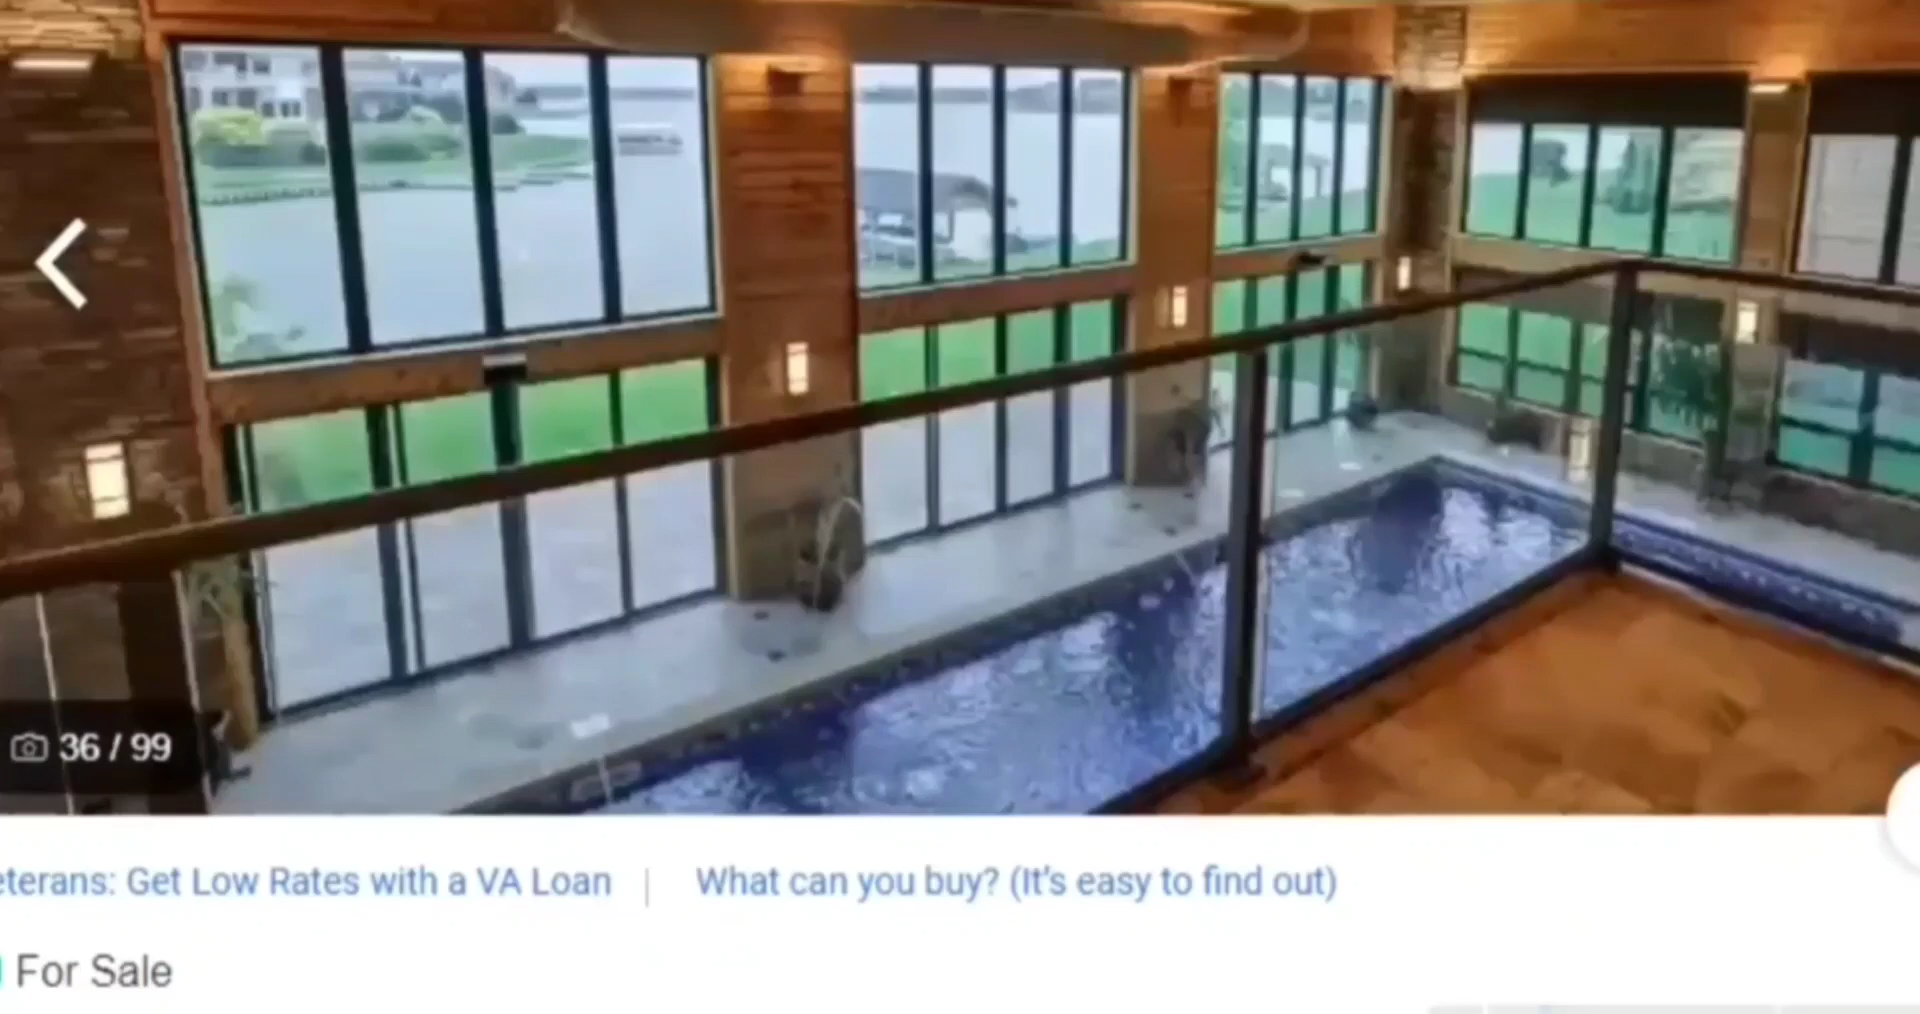 36 / 99
eterans: Get Low Rates with a VA Loan | What can you buy? (It's easy to find out)
For Sale